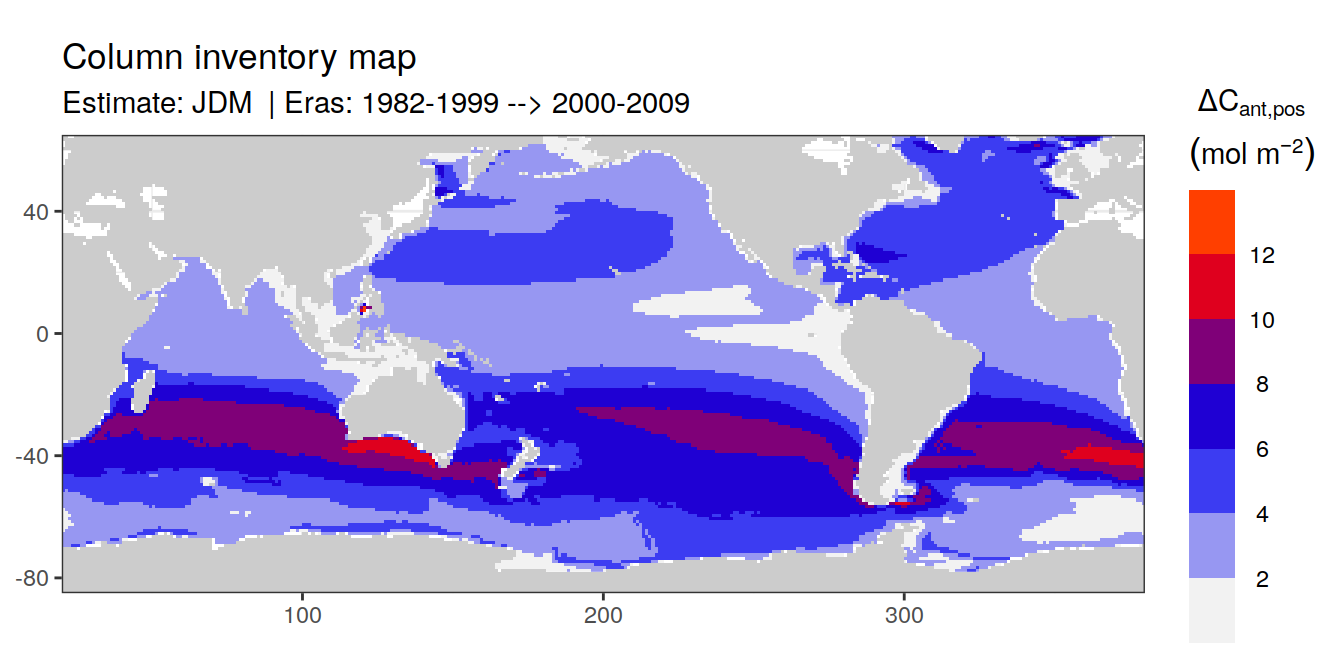 Column inventory map
Estimate: JDM | Eras: 1982-1999 --> 2000-2009
ΔCant,pos
(mol m−2)
12
10
8
6
4
2
40
0
-40
-80
100 200 300